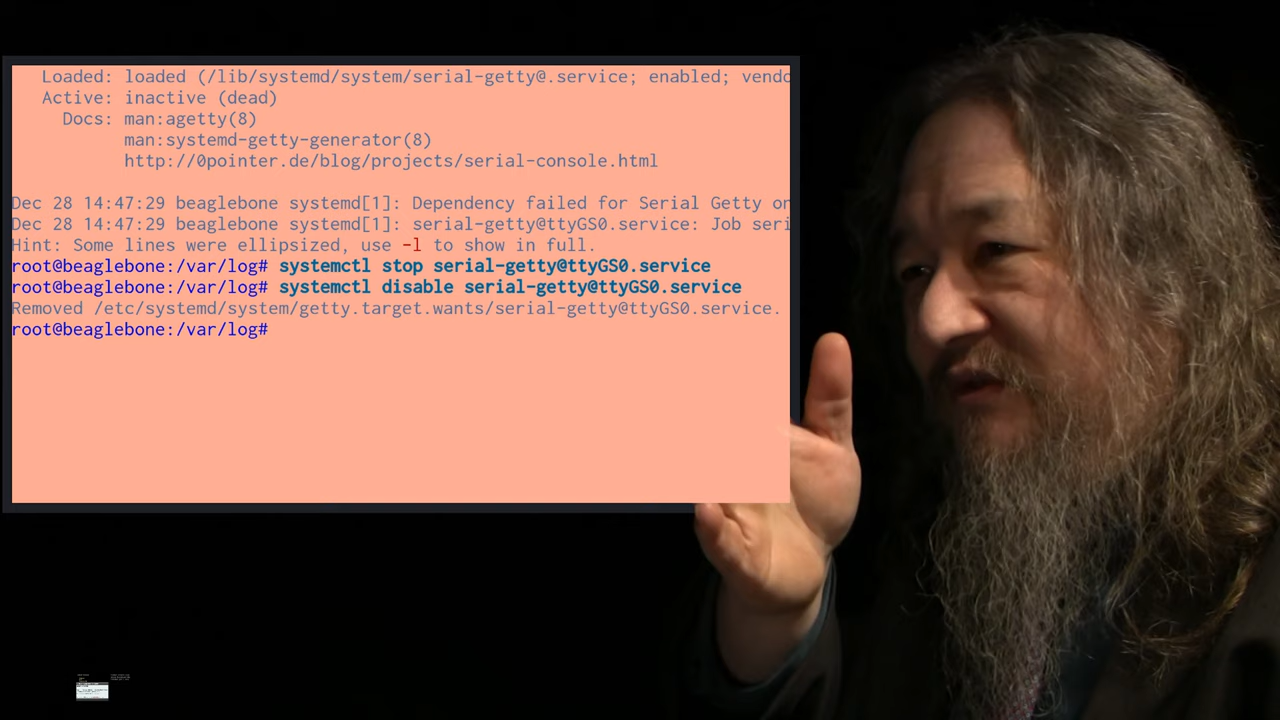 Loaded: loaded (/lib/systemd/system/serial-getty@.service; enabled; vendo
Active: inactive (dead)
Docs: man:agetty(8)
man:systemd-getty-generator(8)
http://0pointer.de/blog/projects/serial-console.html
Dec 28 14:47:29 beaglebone systemd[1]: Dependency failed for Serial Getty on
Dec 28 14:47:29 beaglebone systemd[1]: serial-getty@ttyGS0.service: Job seri
Hint: Some lines were ellipsized, use -l to show in full.
root@beaglebone:/var/log# systemctl stop serial-getty@ttyGS0.service
root@beaglebone:/var/log# systemctl disable serial-getty@ttyGS0.service
Removed /etc/systemd/system/getty.target.wants/serial-getty@ttyGS0.service.
root@beaglebone:/var/log#